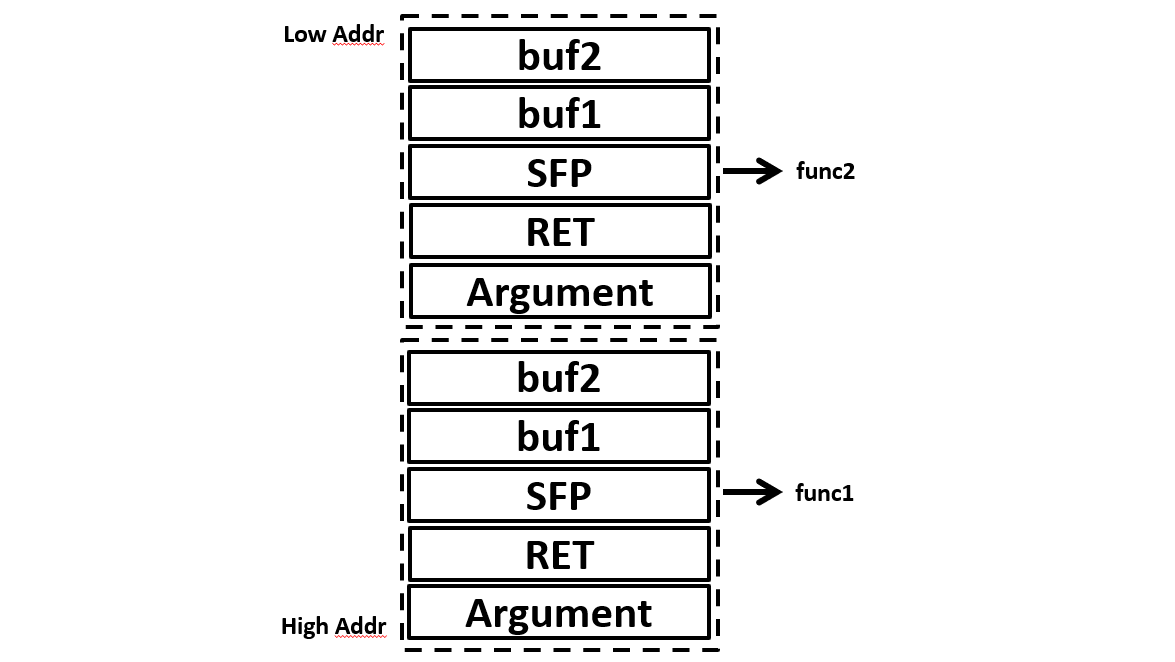 Low Addr
buf2
buf1
SFP
func2
RET
Argument
buf2
buf1
SFP
func1
RET
Argument
High Addr